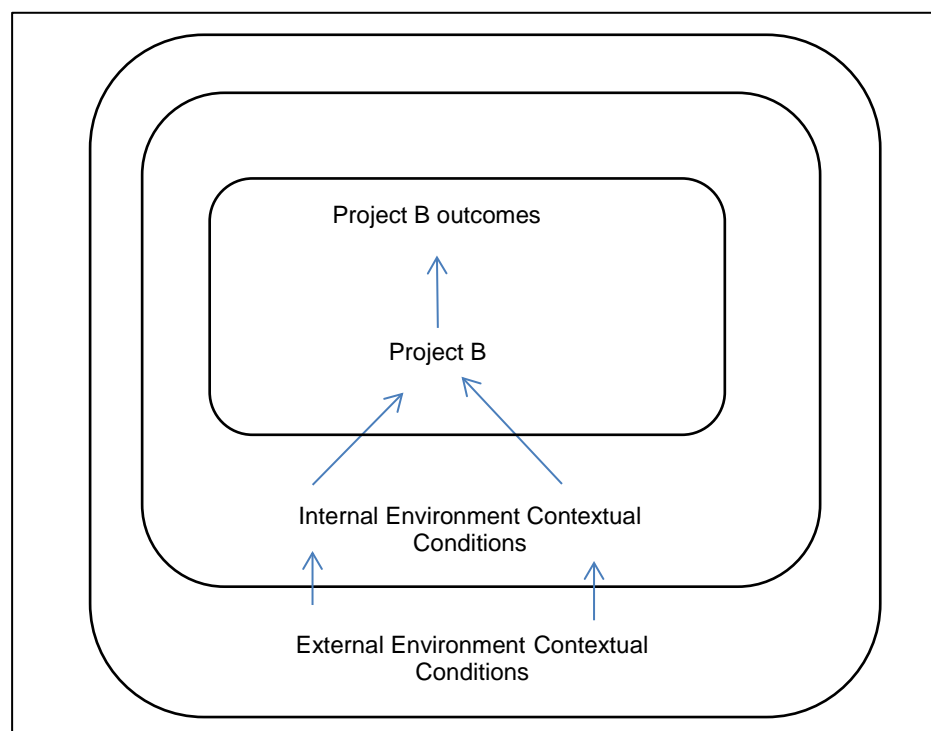 Project B outcomes
Project B
Internal Environment Contextual
Conditions
External Environment Contextual
Conditions